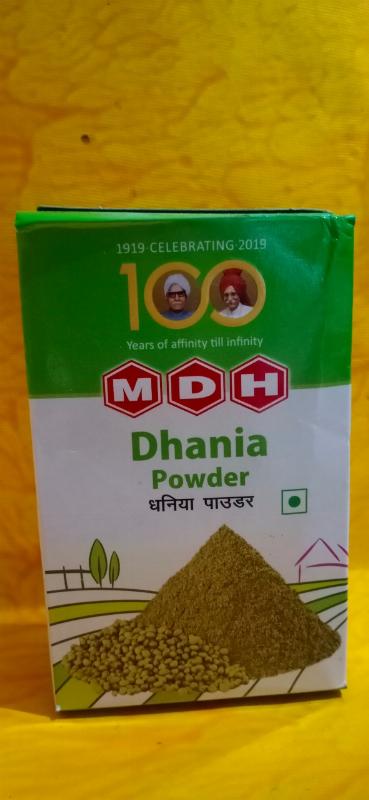 1919·CELEBRATING·2019
100
Years of affinity till infinity
MDH
Dhania
Powder
धनिया पाउडर